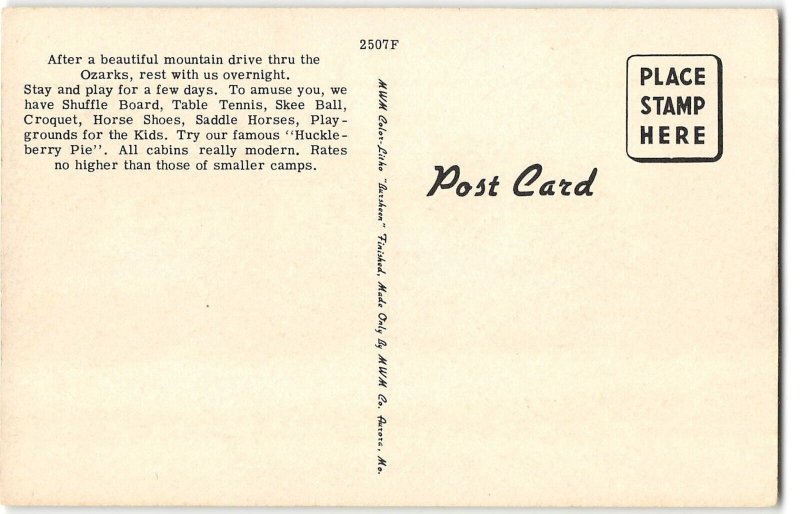 2507F
After a beautiful mountain drive thru the
Ozarks, rest with us overnight.
Stay and play for a few days. To amuse you, we
have Shuffle Board, Table Tennis, Skee Ball,
Croquet, Horse Shoes, Saddle Horses, Play-
grounds for the Kids. Try our famous "Huckle-
berry Pie". All cabins really modern. Rates
no higher than those of smaller camps.
MWM Color-Litho "Bursheen" Finished, Made Only By MWM Co. Aurora, Mo.
Post Card
PLACE
STAMP
HERE